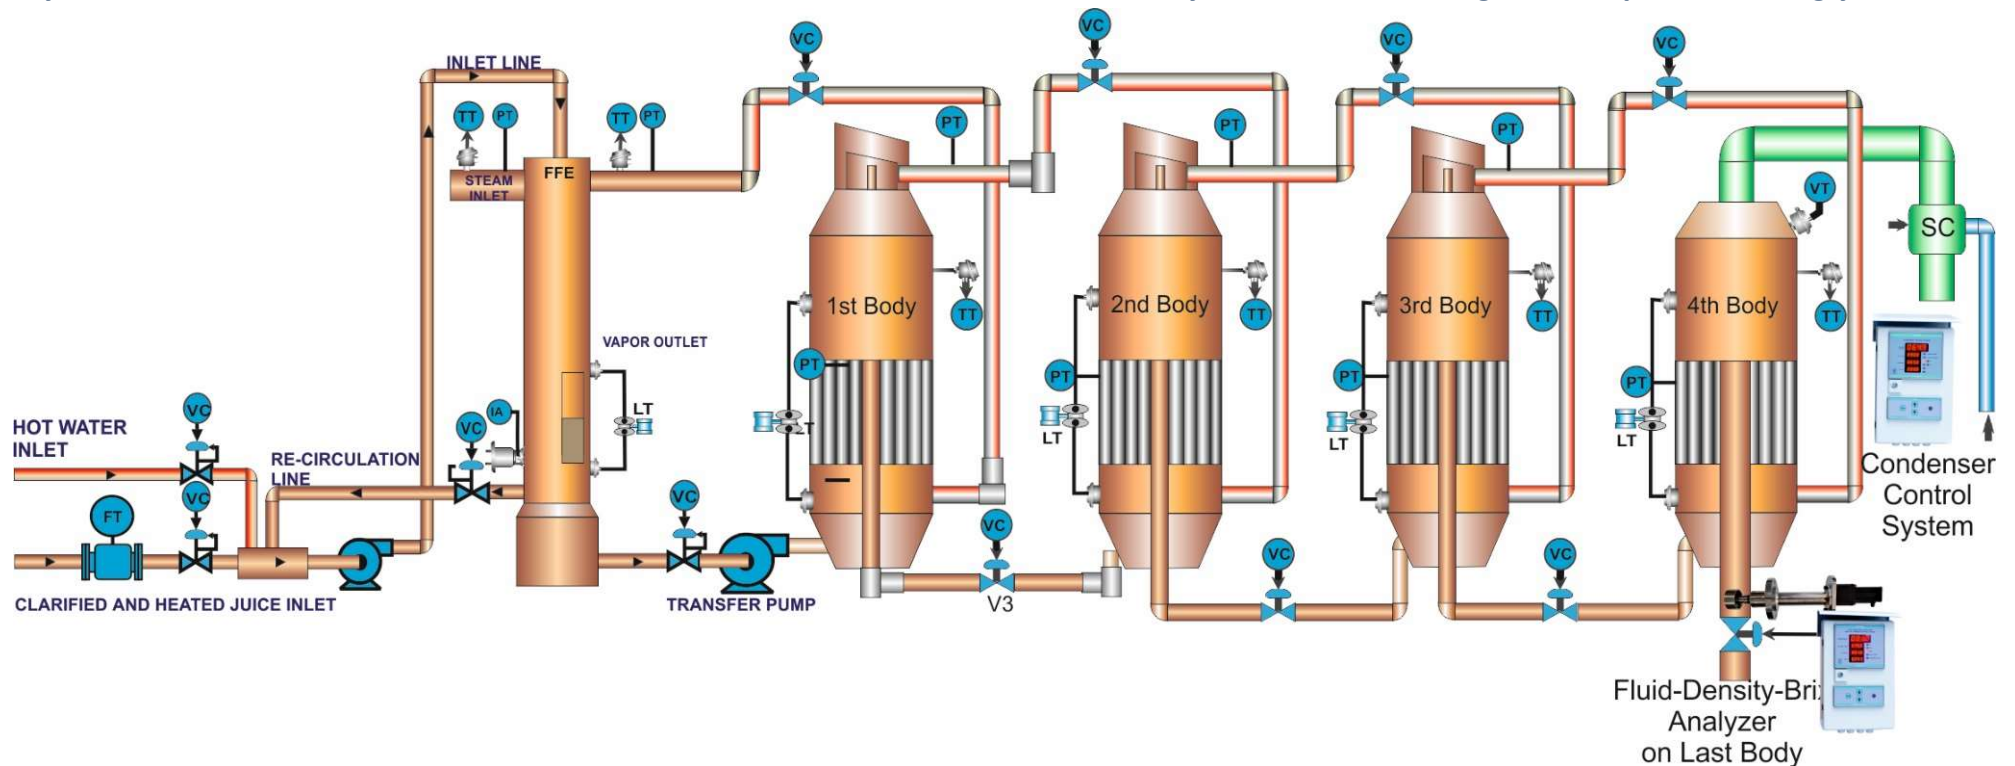 VC
VC
VC
VC
INLET LINE
TT
PT
TT
PT
PT
PT
PT
FFE
STEAM
INLET
VT
SC
1st Body
2nd Body
3rd Body
4th Body
TT
TT
TT
TT
VAPOR OUTLET
PT
PT
PT
PT
HOT WATER
INLET
VC
VC
IA
LT
LT
LT
LT
LT
RE-CIRCULATION
LINE
Condenser
Control
System
FT
VC
VC
VC
VC
VC
V3
CLARIFIED AND HEATED JUICE INLET
TRANSFER PUMP
Fluid-Density-Bri
Analyzer
on Last Body